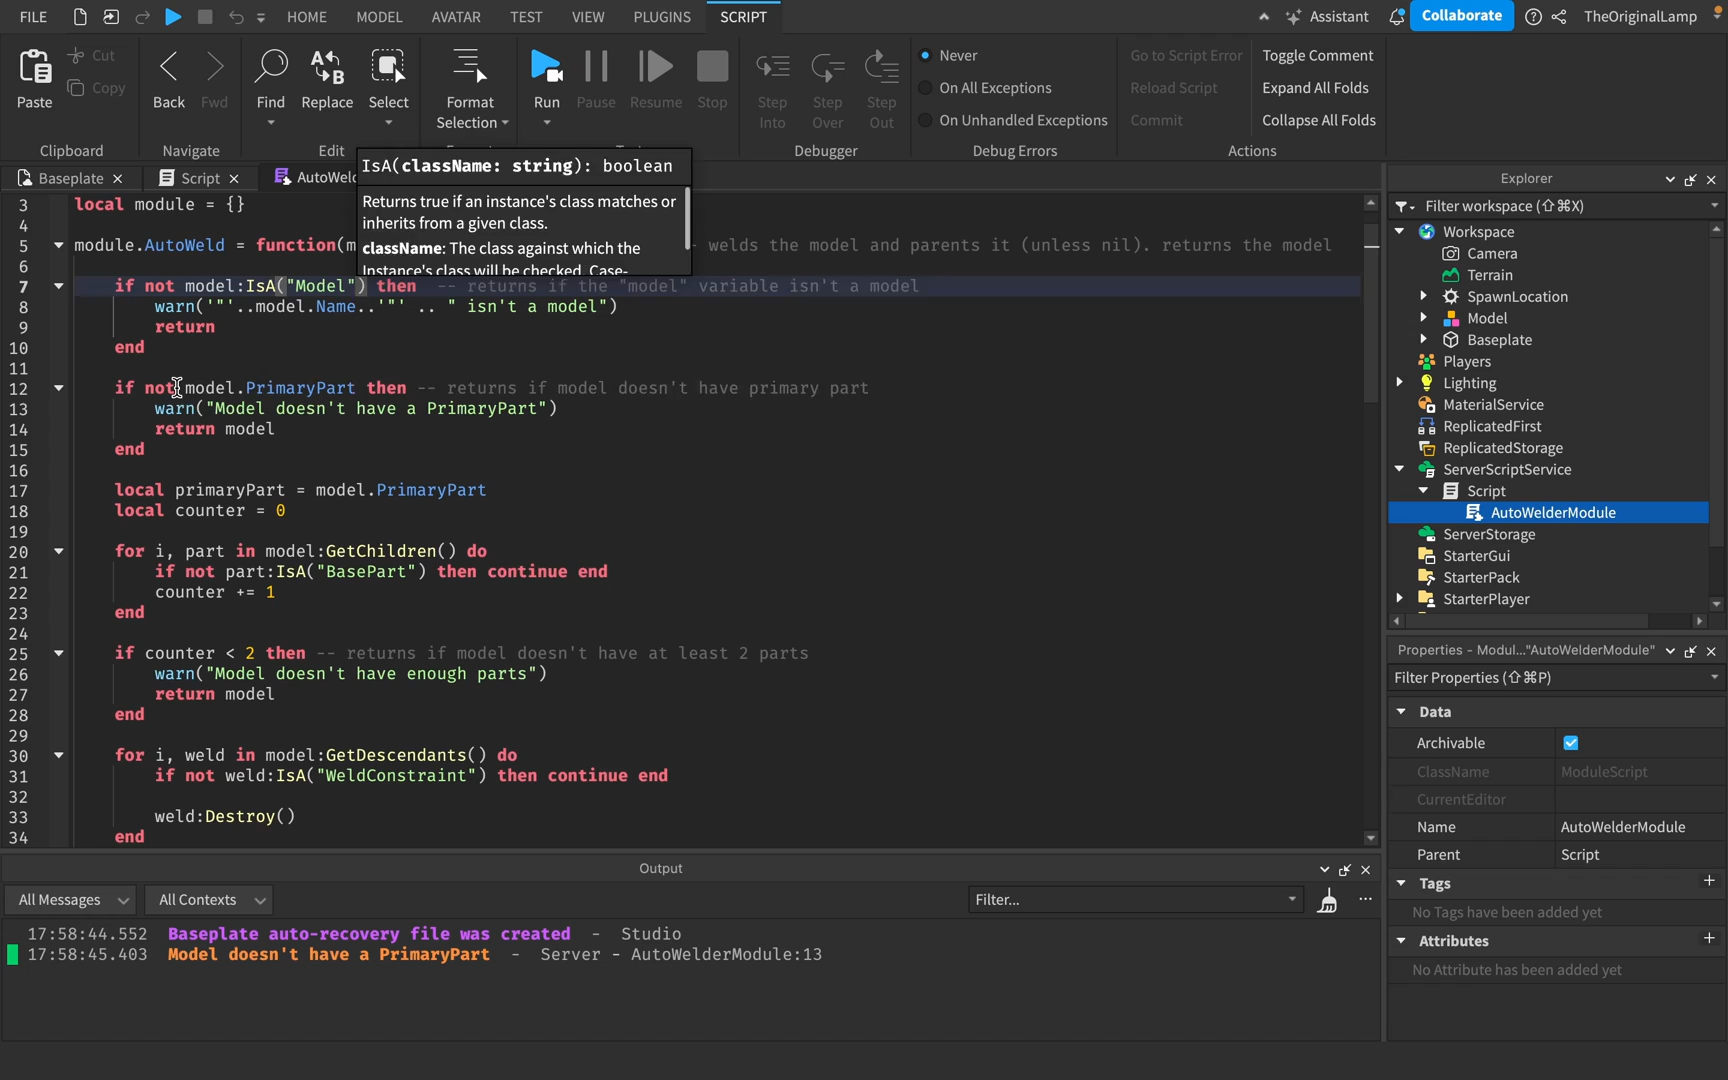 FILE HOME MODEL AVATAR TEST VIEW PLUGINS SCRIPT Assistant Collaborate TheOriginalLamp
Paste Cut Copy
Clipboard
Back Fwd
Navigate
Find Replace Select
Edit
Format
Selection
Run Pause Resume Stop
Step Into
Step Over
Step Out
Debugger
Never
On All Exceptions
On Unhandled Exceptions
Debug Errors
Go to Script Error
Reload Script
Commit
Toggle Comment
Expand All Folds
Collapse All Folds
Actions
Baseplate Script AutoWeld
IsA(className: string): boolean
Returns true if an instance's class matches or
inherits from a given class.
className: The class against which the
Instance's class will be checked. Case-
3 local module = {}
4
5 module.AutoWeld = function(m - welds the model and parents it (unless nil). returns the model
6
7 if not model:IsA("Model") then -- returns if the "model" variable isn't a model
8 warn('"'..model.Name..'"' .. " isn't a model")
9 return
10 end
11
12 if not model.PrimaryPart then -- returns if model doesn't have primary part
13 warn("Model doesn't have a PrimaryPart")
14 return model
15 end
16
17 local primaryPart = model.PrimaryPart
18 local counter = 0
19
20 for i, part in model:GetChildren() do
21 if not part:IsA("BasePart") then continue end
22 counter += 1
23 end
24
25 if counter < 2 then -- returns if model doesn't have at least 2 parts
26 warn("Model doesn't have enough parts")
27 return model
28 end
29
30 for i, weld in model:GetDescendants() do
31 if not weld:IsA("WeldConstraint") then continue end
32
33 weld:Destroy()
34 end
Explorer
Filter workspace (⇧⌘X)
Workspace
Camera
Terrain
SpawnLocation
Model
Baseplate
Players
Lighting
MaterialService
ReplicatedFirst
ReplicatedStorage
ServerScriptService
Script
AutoWelderModule
ServerStorage
StarterGui
StarterPack
StarterPlayer
Properties - Modul..."AutoWelderModule"
Filter Properties (⇧⌘P)
Data
Archivable
ClassName ModuleScript
CurrentEditor
Name AutoWelderModule
Parent Script
Tags +
No Tags have been added yet
Attributes +
No Attribute has been added yet
Output
All Messages All Contexts Filter... ...
17:58:44.552 Baseplate auto-recovery file was created - Studio
17:58:45.403 Model doesn't have a PrimaryPart - Server - AutoWelderModule:13